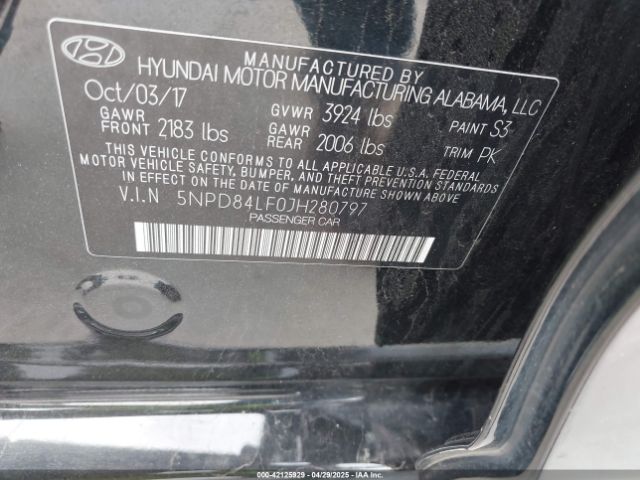 MANUFACTURED BY
HYUNDAI MOTOR MANUFACTURING ALABAMA, LLC
Oct/03/17 GVWR 3924 lbs PAINT S3
GAWR FRONT 2183 lbs GAWR REAR 2006 lbs TRIM PK
THIS VEHICLE CONFORMS TO ALL APPLICABLE U.S.A. FEDERAL
MOTOR VEHICLE SAFETY, BUMPER, AND THEFT PREVENTION STANDARDS
IN EFFECT ON THE DATE OF MANUFACTURE SHOWN ABOVE.
V.I.N 5NPD84LF0JH280797
PASSENGER CAR
000-42125929 - 04/29/2025 - IAAI.COM